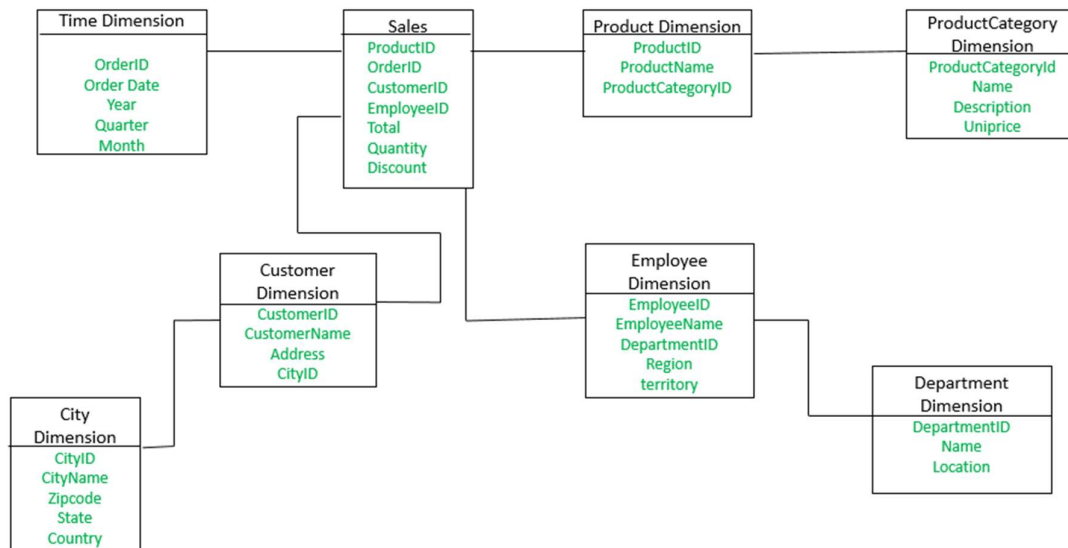 Time Dimension
OrderID
Order Date
Year
Quarter
Month
Sales
ProductID
OrderID
CustomerID
EmployeeID
Total
Quantity
Discount
Product Dimension
ProductID
ProductName
ProductCategoryID
ProductCategory
Dimension
ProductCategoryId
Name
Description
Uniprice
Customer
Dimension
CustomerID
CustomerName
Address
CityID
Employee
Dimension
EmployeeID
EmployeeName
DepartmentID
Region
territory
City
Dimension
CityID
CityName
Zipcode
State
Country
Department
Dimension
DepartmentID
Name
Location